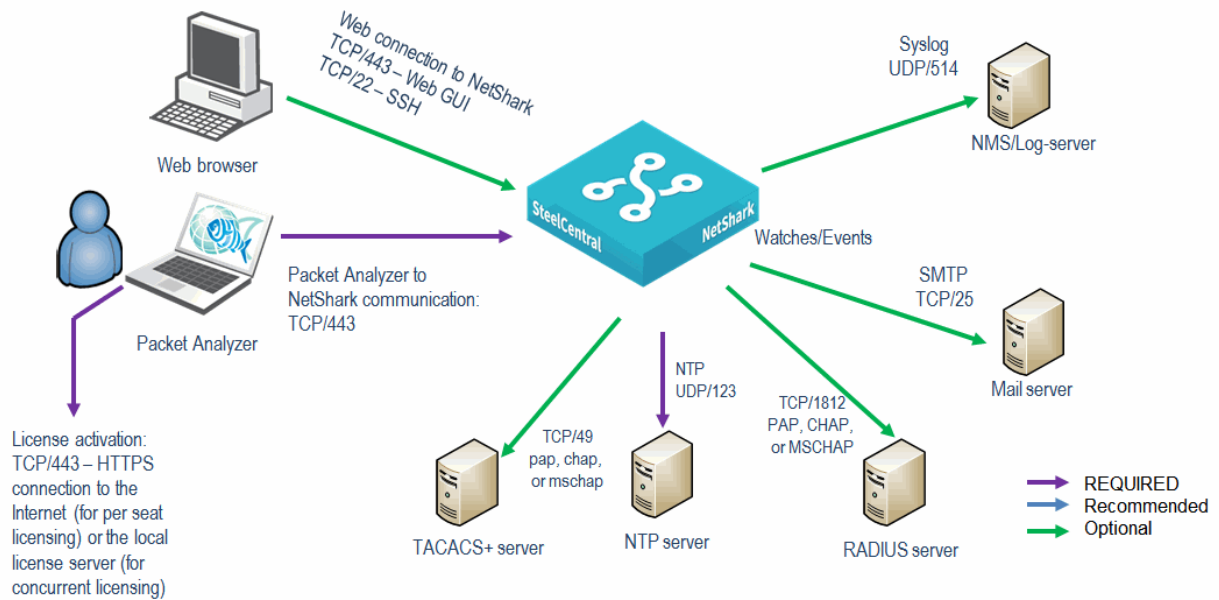 Web connection to NetShark
TCP/443 – Web GUI
TCP/22 – SSH
Syslog
UDP/514
NMS/Log-server
Web browser
SteelCentral
NetShark
Watches/Events
Packet Analyzer to
NetShark communication:
TCP/443
Packet Analyzer
SMTP
TCP/25
Mail server
NTP
UDP/123
TCP/1812
PAP, CHAP,
or MSCHAP
TCP/49
pap, chap,
or mschap
License activation:
TCP/443 – HTTPS
connection to the
Internet (for per seat
licensing) or the local
license server (for
concurrent licensing)
TACACS+ server
NTP server
RADIUS server
REQUIRED
Recommended
Optional